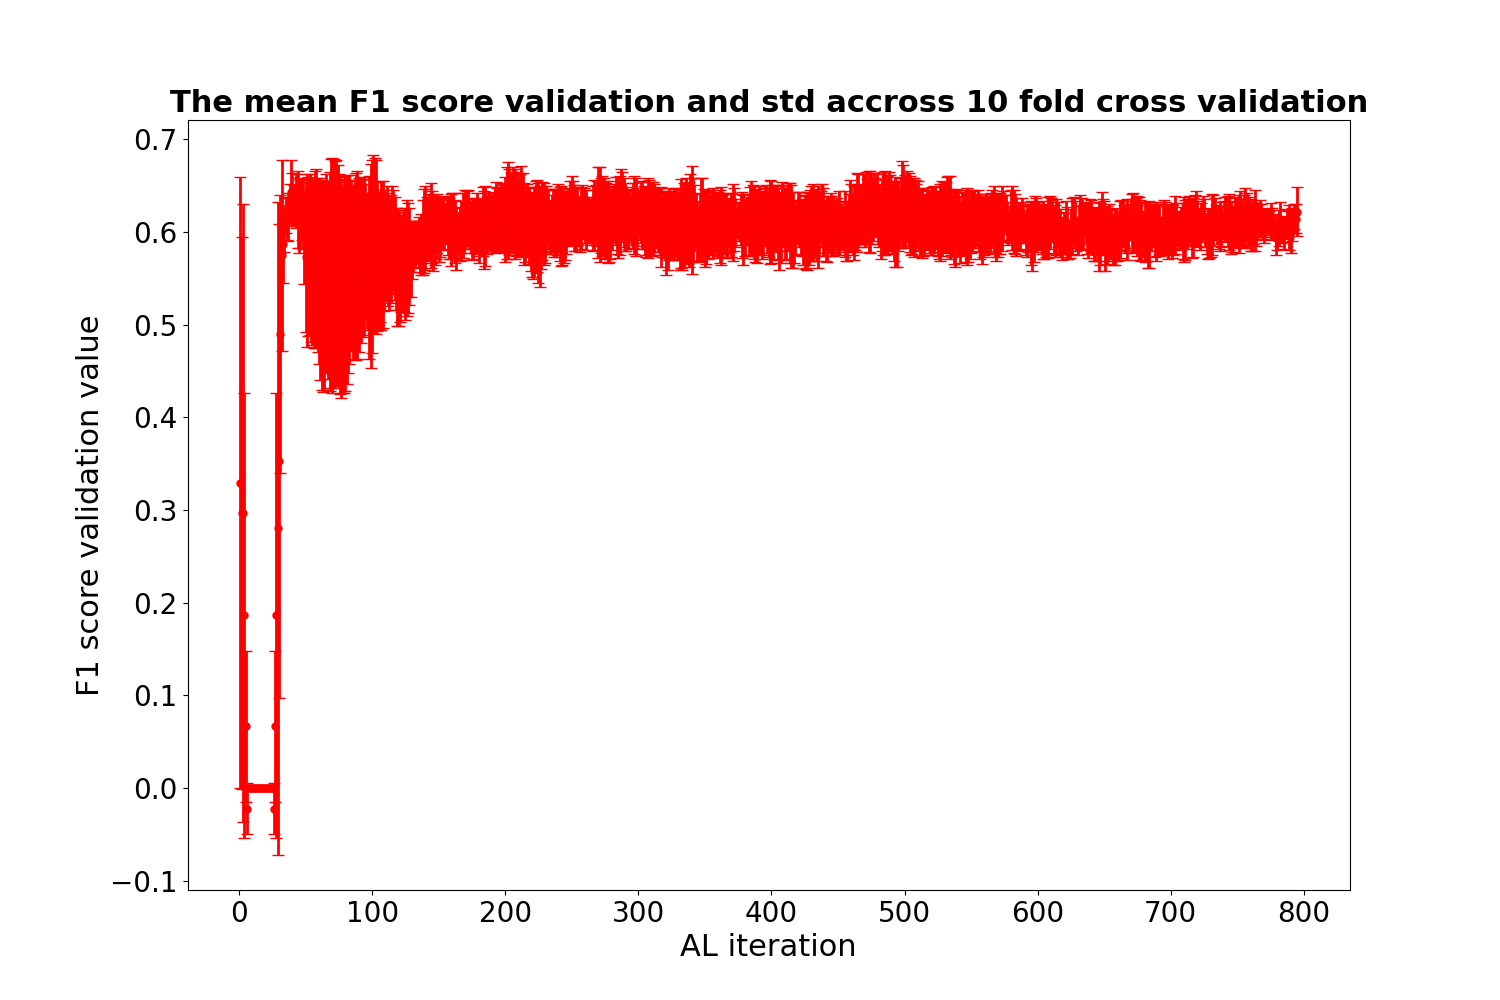 The mean F1 score validation and std accross 10 fold cross validation
0.7
0.6
0.5
0.4
0.3
0.2
0.1
0.0
−0.1
F1 score validation value
0 100 200 300 400 500 600 700 800
AL iteration